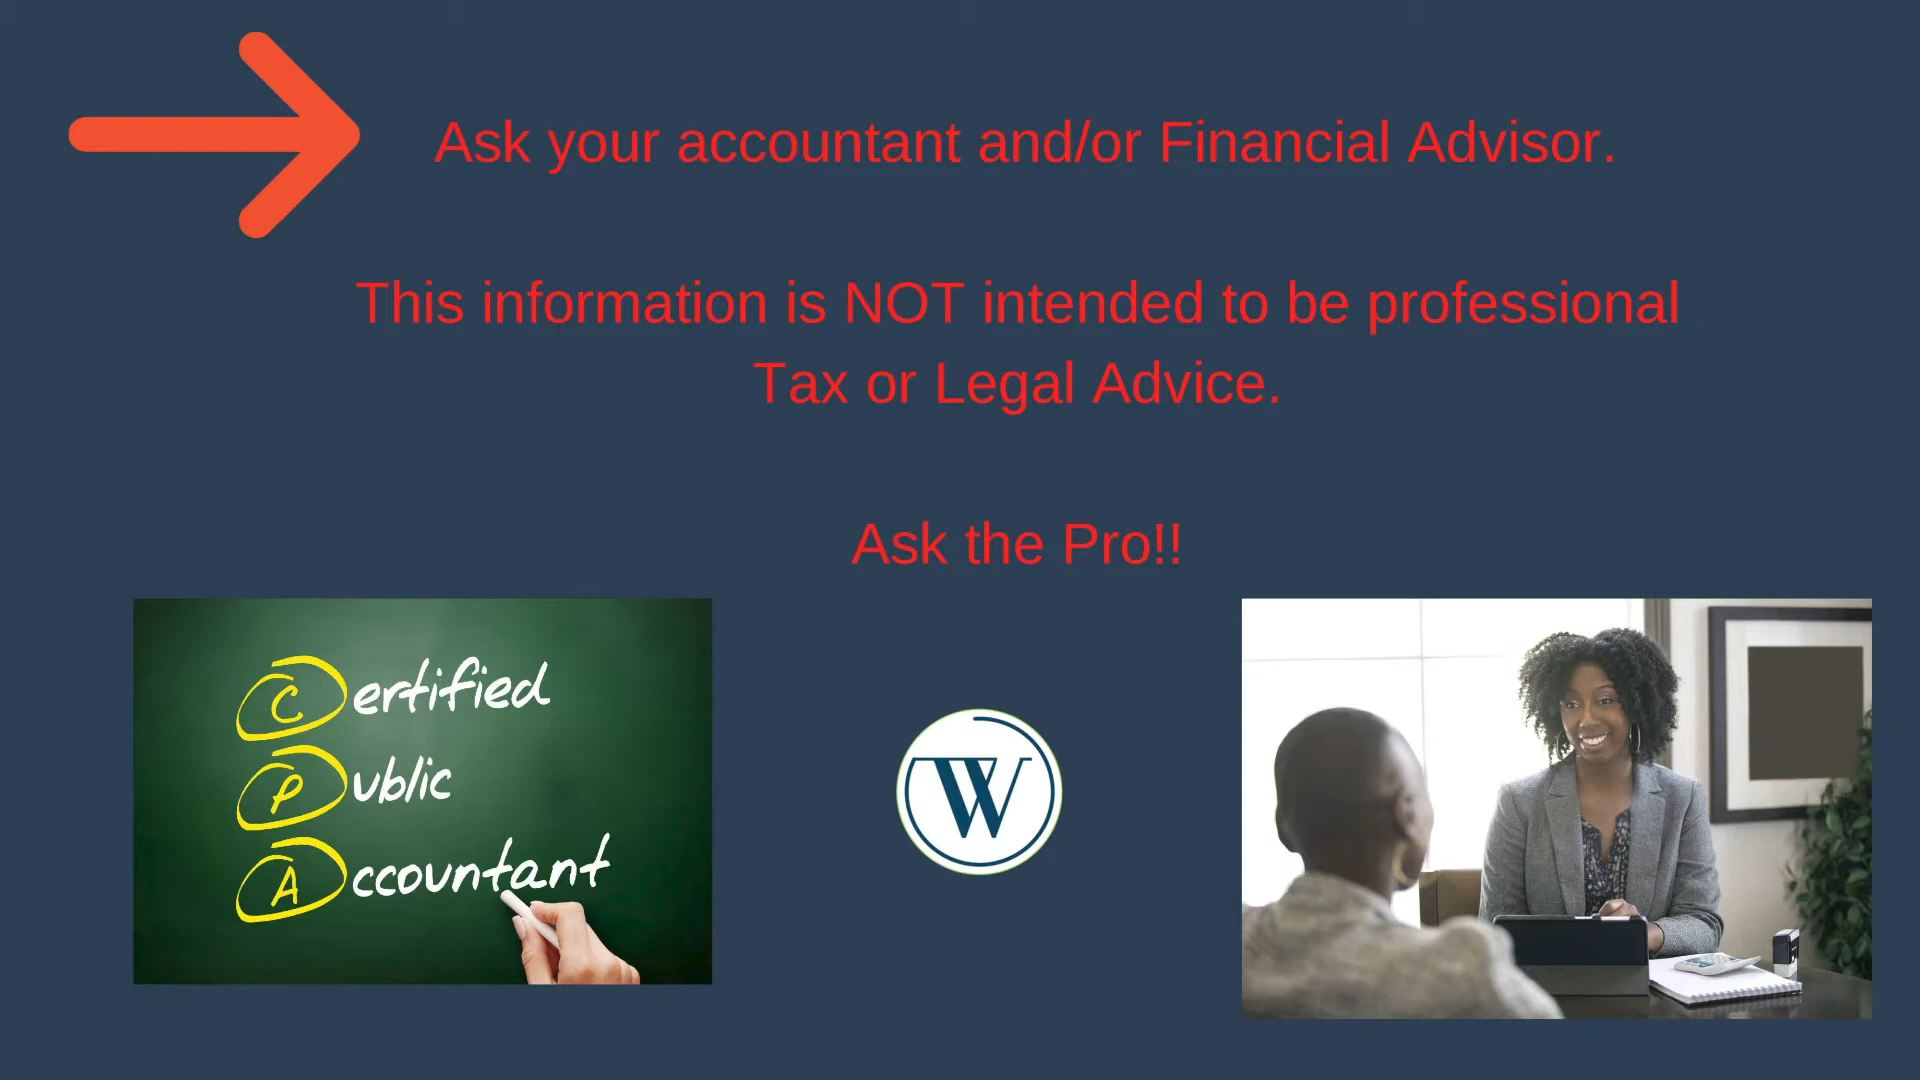 Ask your accountant and/or Financial Advisor.
This information is NOT intended to be professional
Tax or Legal Advice.
Ask the Pro!!
Certified
Public
Accountant
W